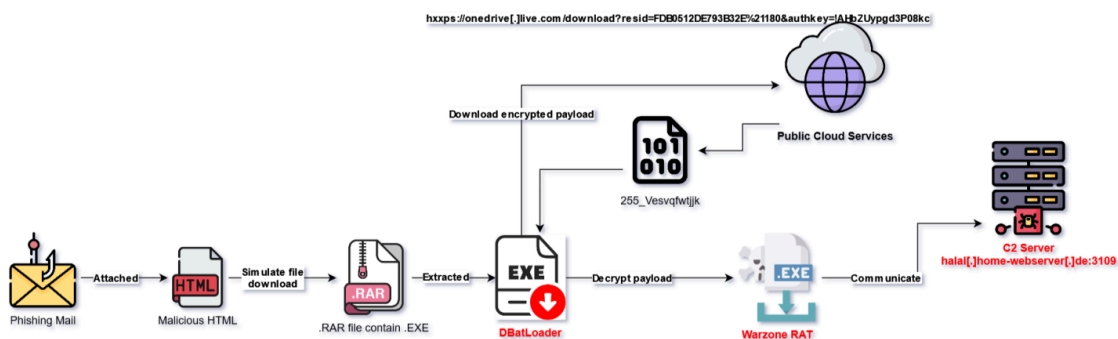 hxxps://onedrive[.]live.com/download?resid=FDB0512DE793B32E%21180&authkey=!AHbZUypgd3P08kc
Download encrypted payload
Public Cloud Services
101
010
255_Vesvqfwtjjk
C2 Server
halal[.]home-webserver[.]de:3109
Phishing Mail
Attached
HTML
Malicious HTML
Simulate file
download
.RAR
.RAR file contain .EXE
Extracted
EXE
DBatLoader
Decrypt payload
.EXE
Warzone RAT
Communicate